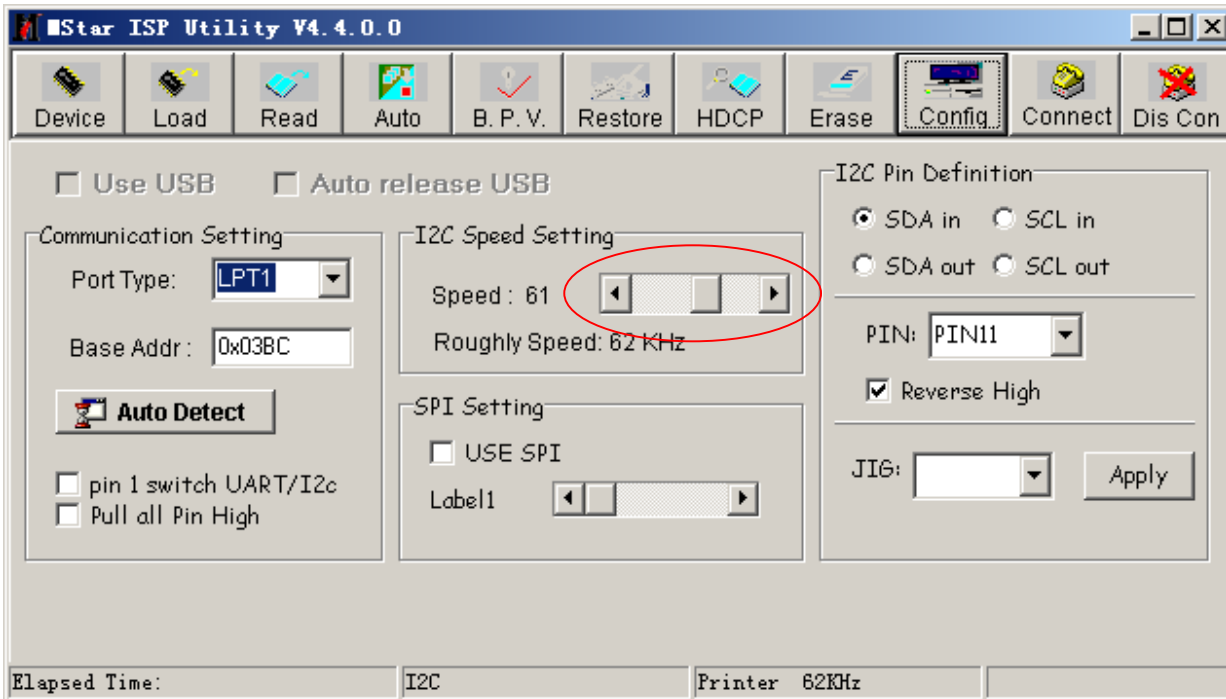 ■Star ISP Utility V4.4.0.0
Device Load Read Auto B.P.V. Restore HDCP Erase Config Connect Dis Con
Use USB Auto release USB
Communication Setting
Port Type: LPT1
Base Addr : 0x03BC
Auto Detect
pin 1 switch UART/I2c
Pull all Pin High
I2C Speed Setting
Speed : 61
Roughly Speed: 62 KHz
SPI Setting
USE SPI
Label1
I2C Pin Definition
SDA in SCL in
SDA out SCL out
PIN: PIN11
Reverse High
JIG: Apply
Elapsed Time: I2C Printer 62KHz